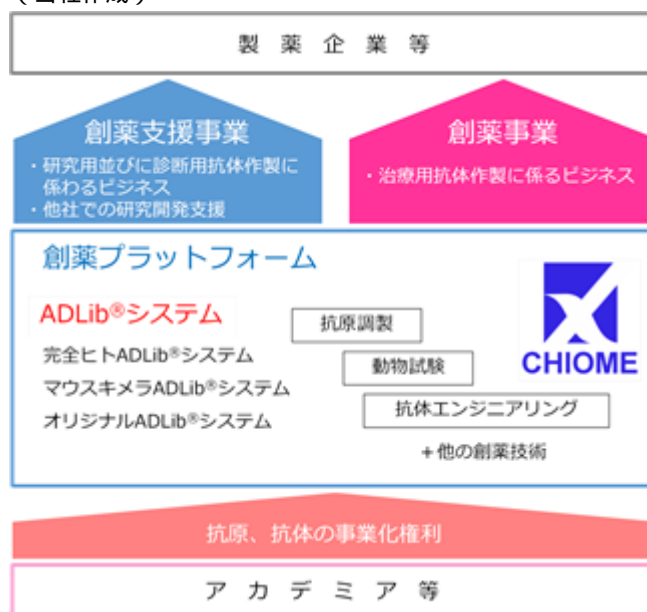 （当社作成）
製薬企業等
創薬支援事業
・研究用並びに診断用抗体作製に
係わるビジネス
・他社での研究開発支援
創薬事業
・治療用抗体作製に係るビジネス
創薬プラットフォーム
ADLib®システム
完全ヒトADLib®システム
マウスキメラADLib®システム
オリジナルADLib®システム
抗原調製
動物試験
抗体エンジニアリング
＋他の創薬技術
CHIOME
抗原、抗体の事業化権利
アカデミア等